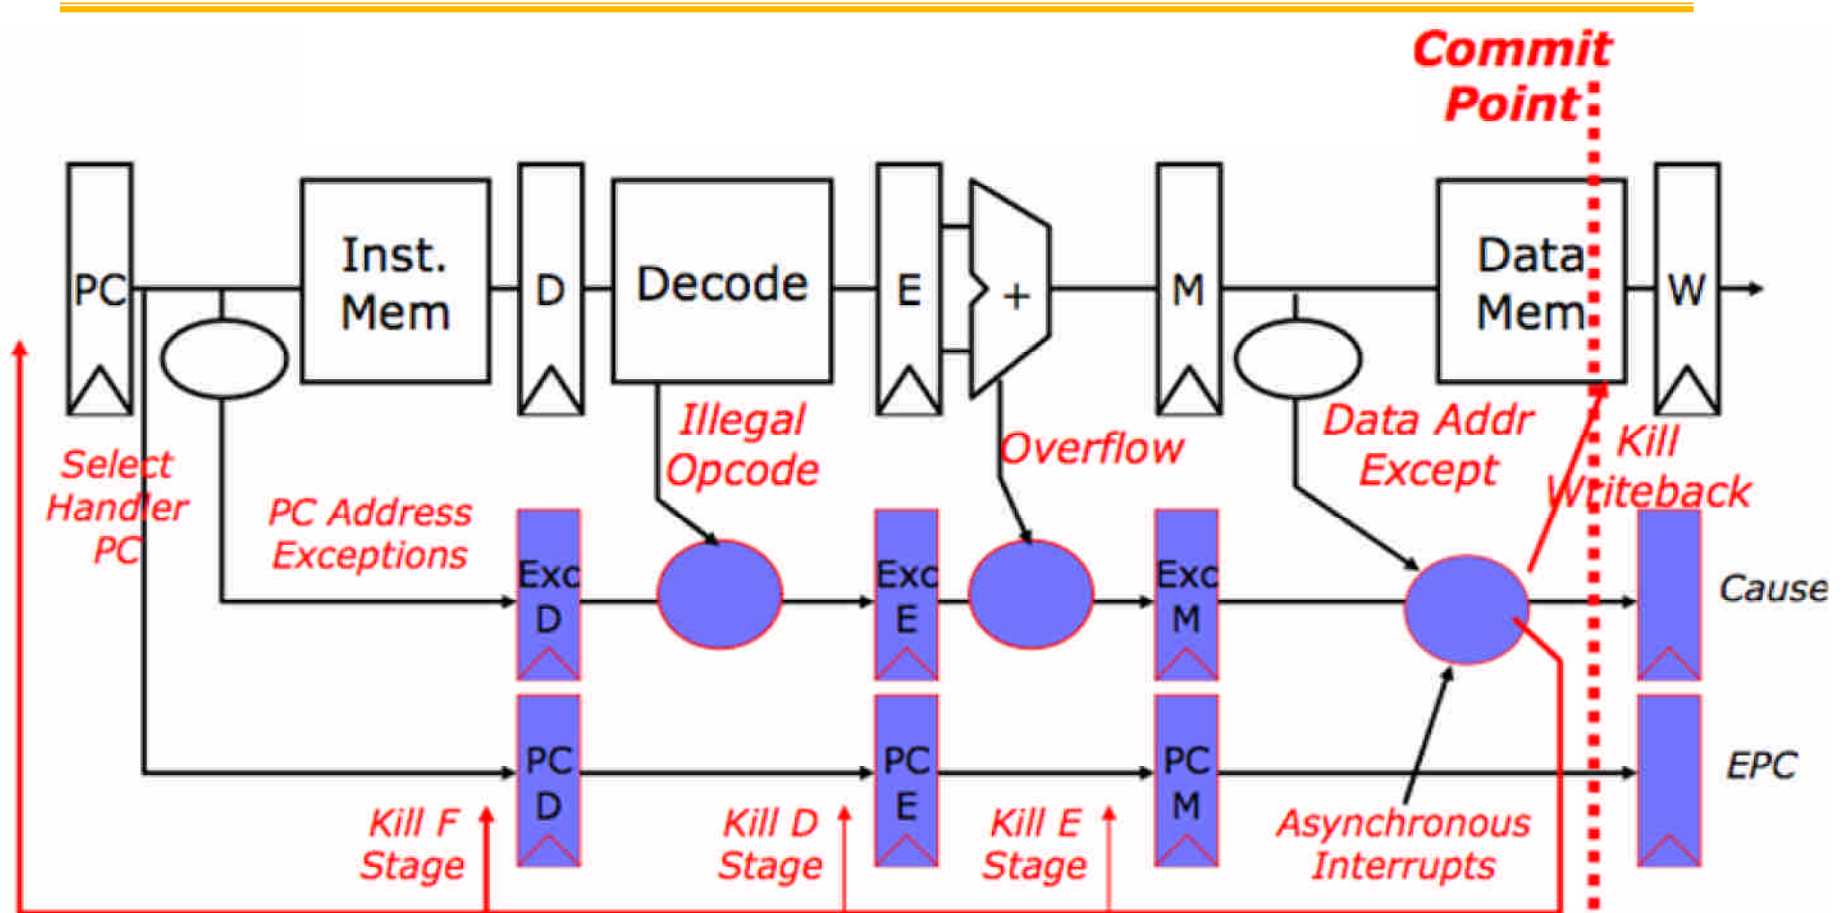 Commit
Point
PC
Inst.
Mem
D
Decode
E
+
M
Data
Mem
W
Select
Handler
PC
PC Address
Exceptions
Illegal
Opcode
Overflow
Data Addr
Except
Kill
Writeback
Exc
D
Exc
E
Exc
M
Cause
PC
D
PC
E
PC
M
EPC
Kill F
Stage
Kill D
Stage
Kill E
Stage
Asynchronous
Interrupts